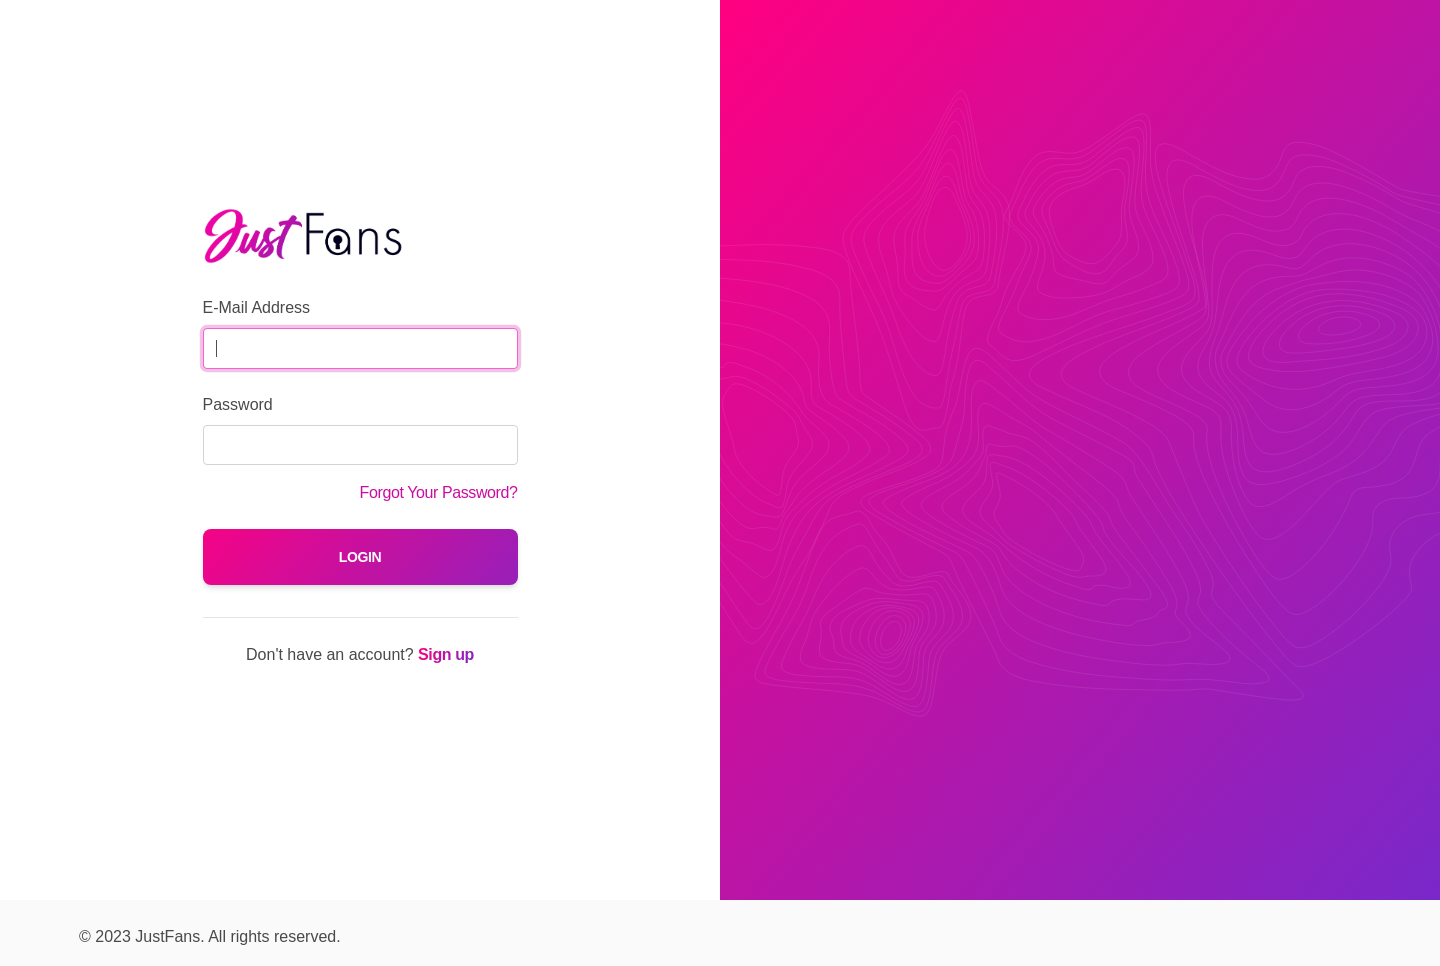 JustFans
E-Mail Address
Password
Forgot Your Password?
LOGIN
Don't have an account? Sign up
© 2023 JustFans. All rights reserved.